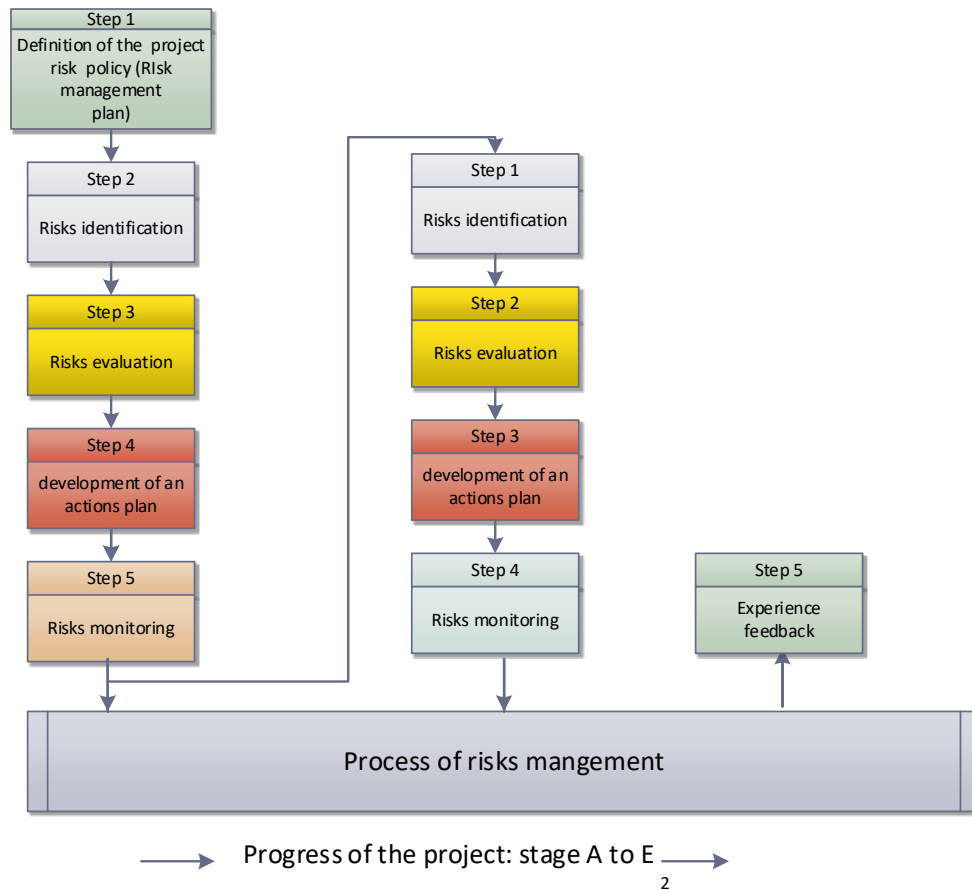 Step 1
Definition of the project
risk policy (RIsk
management
plan)
Step 2
Risks identification
Step 3
Risks evaluation
Step 4
development of an
actions plan
Step 5
Risks monitoring
Step 1
Risks identification
Step 2
Risks evaluation
Step 3
development of an
actions plan
Step 4
Risks monitoring
Step 5
Experience
feedback
Process of risks mangement
Progress of the project: stage A to E
2